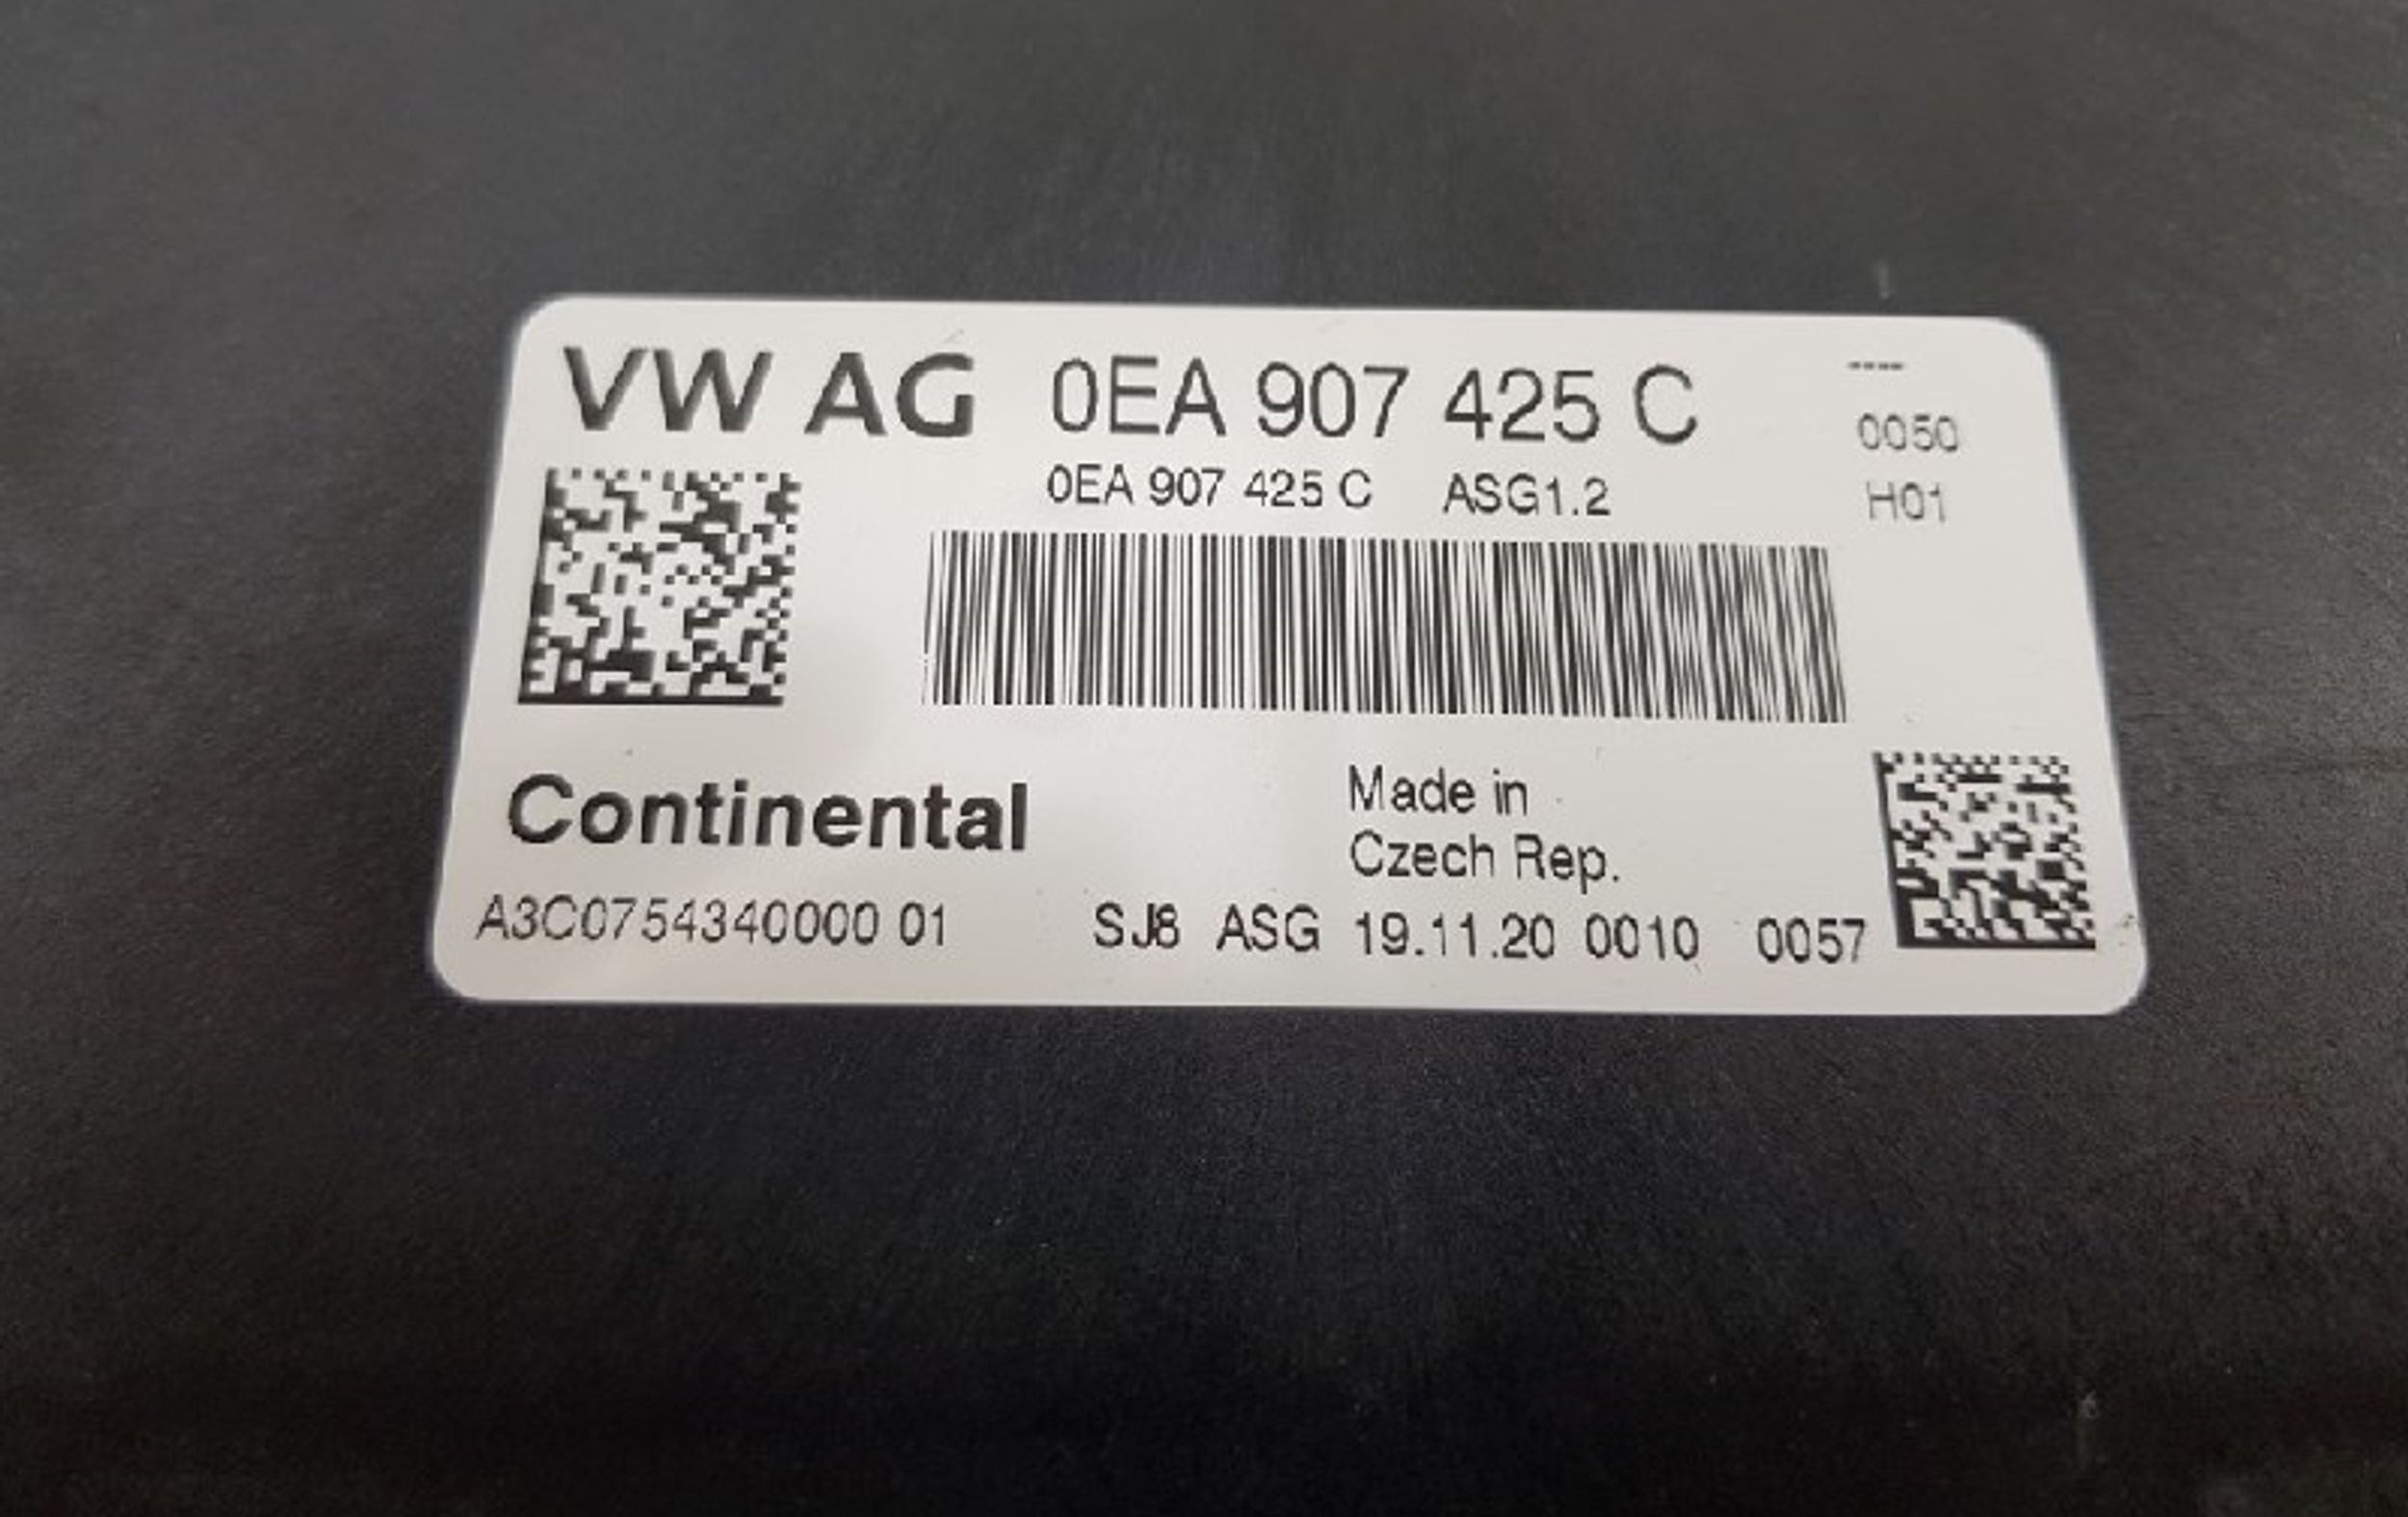 VW AG 0EA 907 425 C ----
0050
0EA 907 425 C ASG1.2 H01
Continental
Made in
Czech Rep.
A3C0754340000 01 SJ8 ASG 19.11.20 0010 0057